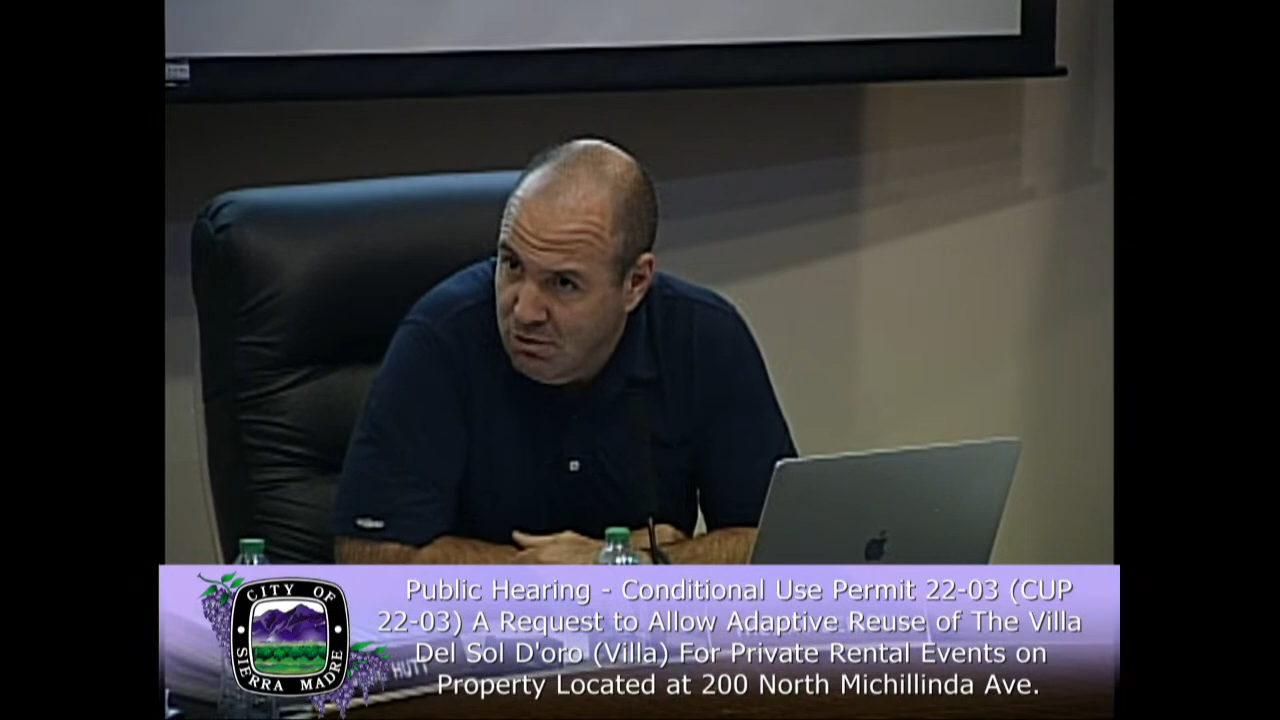 Public Hearing - Conditional Use Permit 22-03 (CUP
22-03) A Request to Allow Adaptive Reuse of The Villa
Del Sol D'oro (Villa) For Private Rental Events on
Property Located at 200 North Michillinda Ave.
CITY OF
SIERRA MADRE
HUTT